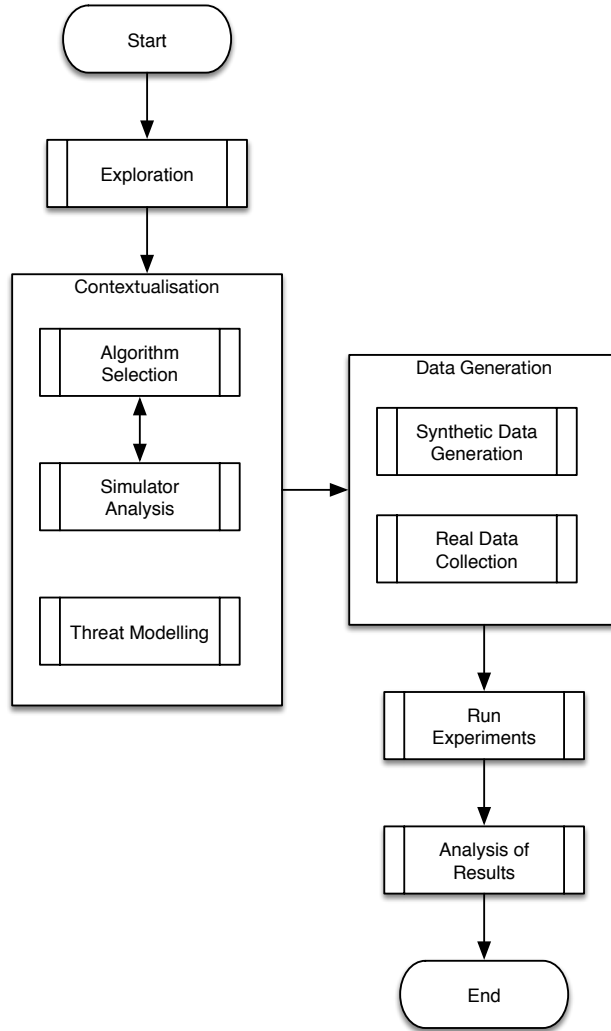 Start
Exploration
Contextualisation
Algorithm
Selection
Simulator
Analysis
Threat Modelling
Data Generation
Synthetic Data
Generation
Real Data
Collection
Run
Experiments
Analysis of
Results
End